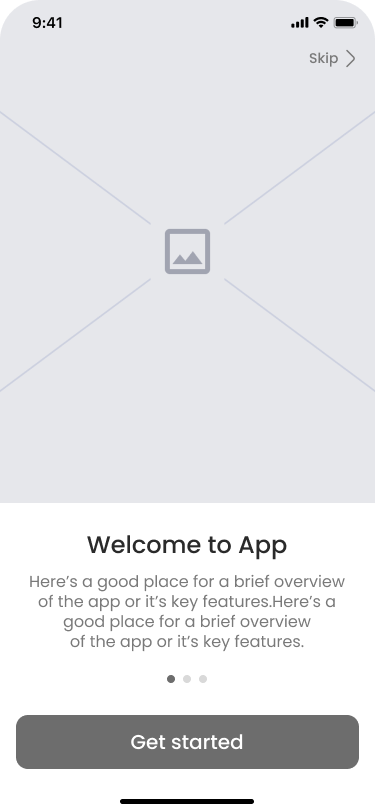 9:41
Skip
Welcome to App
Here’s a good place for a brief overview
of the app or it’s key features.Here’s a
good place for a brief overview
of the app or it’s key features.
Get started